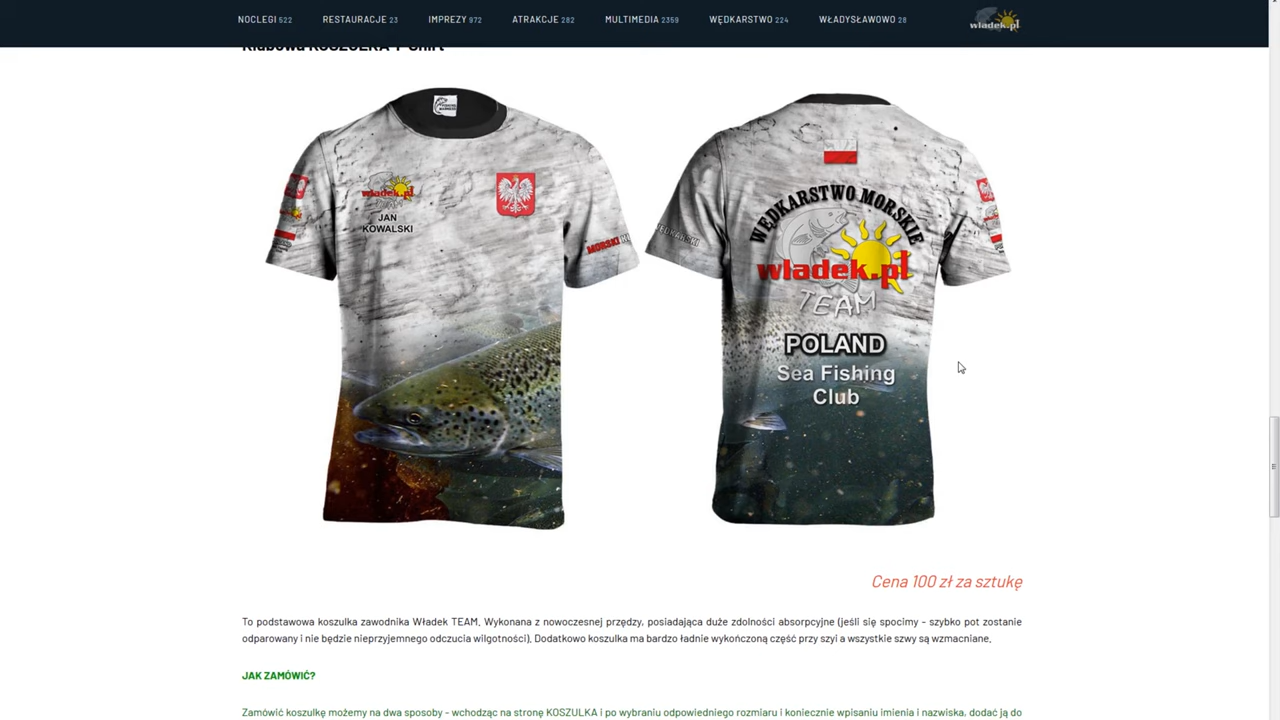 NOCLEGI 522 RESTAURACJE 23 IMPREZY 972 ATRAKCJE 282 MULTIMEDIA 2359 WĘDKARSTWO 224 WŁADYSŁAWOWO 28 władek.pl
Klubowa KOSZULKA T-Shirt
władek.pl
TEAM
JAN
KOWALSKI
MORSKI
WĘDKARSTWO MORSKIE
władek.pl
TEAM
POLAND
Sea Fishing
Club
Cena 100 zł za sztukę
To podstawowa koszulka zawodnika Władek TEAM. Wykonana z nowoczesnej przędzy, posiadająca duże zdolności absorpcyjne (jeśli się spocimy - szybko pot zostanie
odparowany i nie będzie nieprzyjemnego odczucia wilgotności). Dodatkowo koszulka ma bardzo ładnie wykończoną część przy szyi a wszystkie szwy są wzmacniane.
JAK ZAMÓWIĆ?
Zamówić koszulkę możemy na dwa sposoby - wchodząc na stronę KOSZULKA i po wybraniu odpowiedniego rozmiaru i koniecznie wpisaniu imienia i nazwiska, dodać ją do